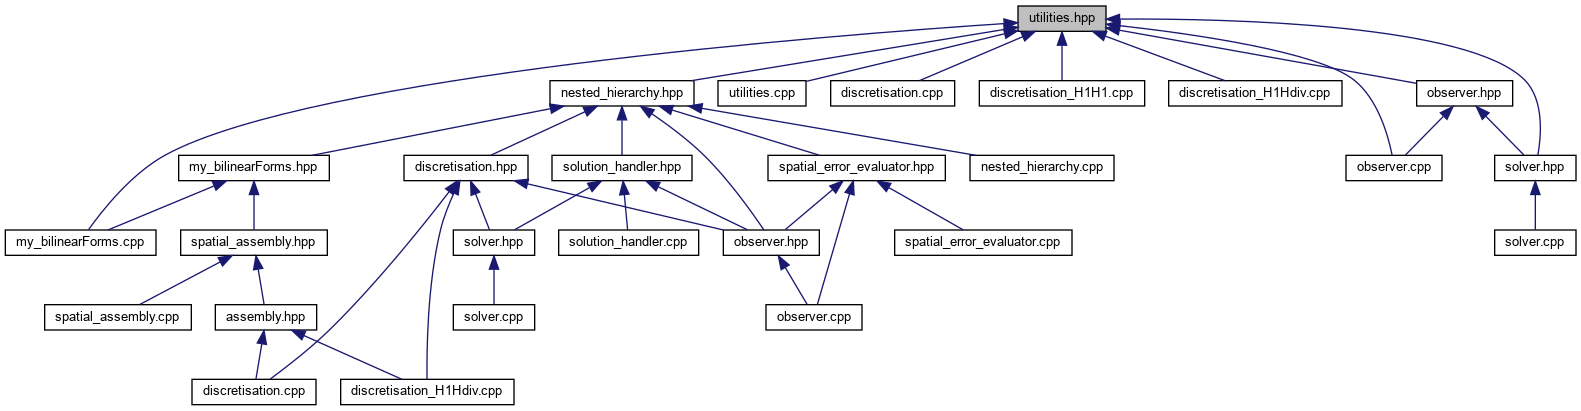 utilities.hpp
nested_hierarchy.hpp
utilities.cpp
discretisation.cpp
discretisation_H1H1.cpp
discretisation_H1Hdiv.cpp
observer.hpp
my_bilinearForms.hpp
discretisation.hpp
solution_handler.hpp
spatial_error_evaluator.hpp
nested_hierarchy.cpp
observer.cpp
solver.hpp
my_bilinearForms.cpp
spatial_assembly.hpp
solver.hpp
solution_handler.cpp
observer.hpp
spatial_error_evaluator.cpp
solver.cpp
spatial_assembly.cpp
assembly.hpp
solver.cpp
observer.cpp
discretisation.cpp
discretisation_H1Hdiv.cpp